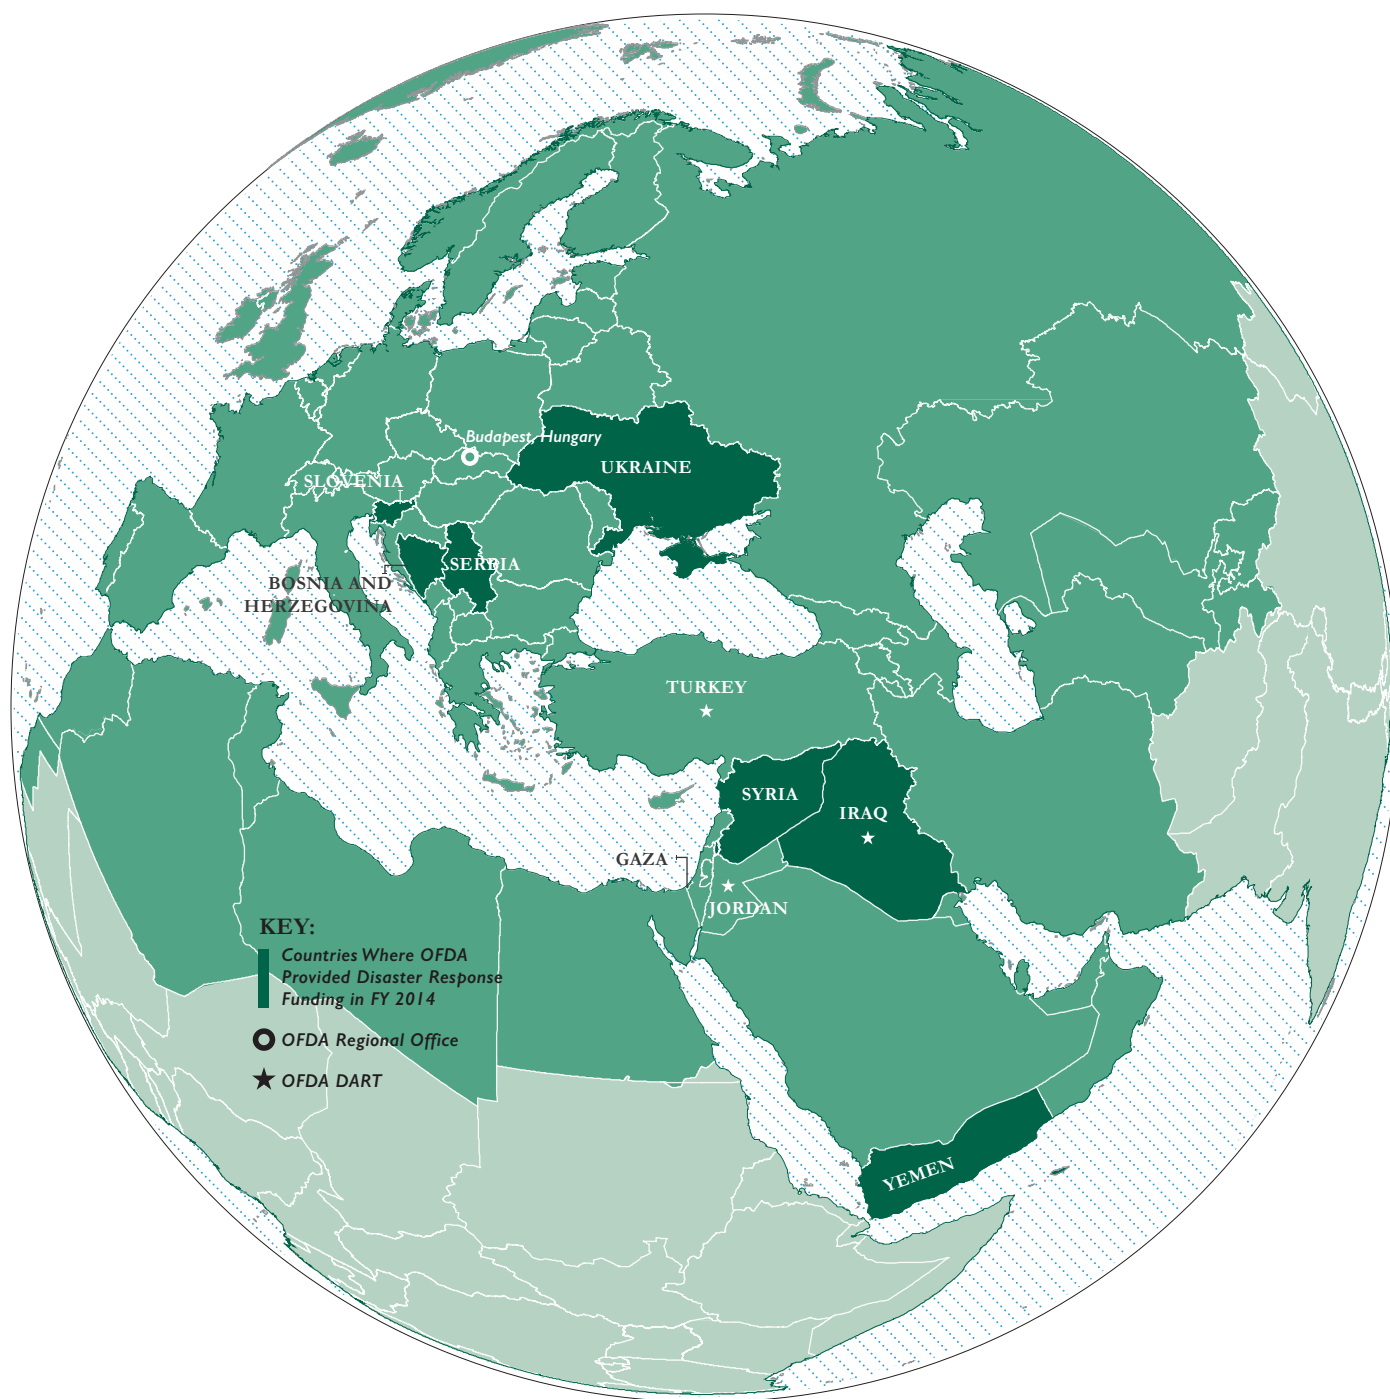 Budapest, Hungary
UKRAINE
SLOVENIA
SERBIA
BOSNIA AND
HERZEGOVINA
TURKEY
SYRIA
IRAQ
GAZA
JORDAN
KEY:
Countries Where OFDA
Provided Disaster Response
Funding in FY 2014
OFDA Regional Office
OFDA DART
YEMEN